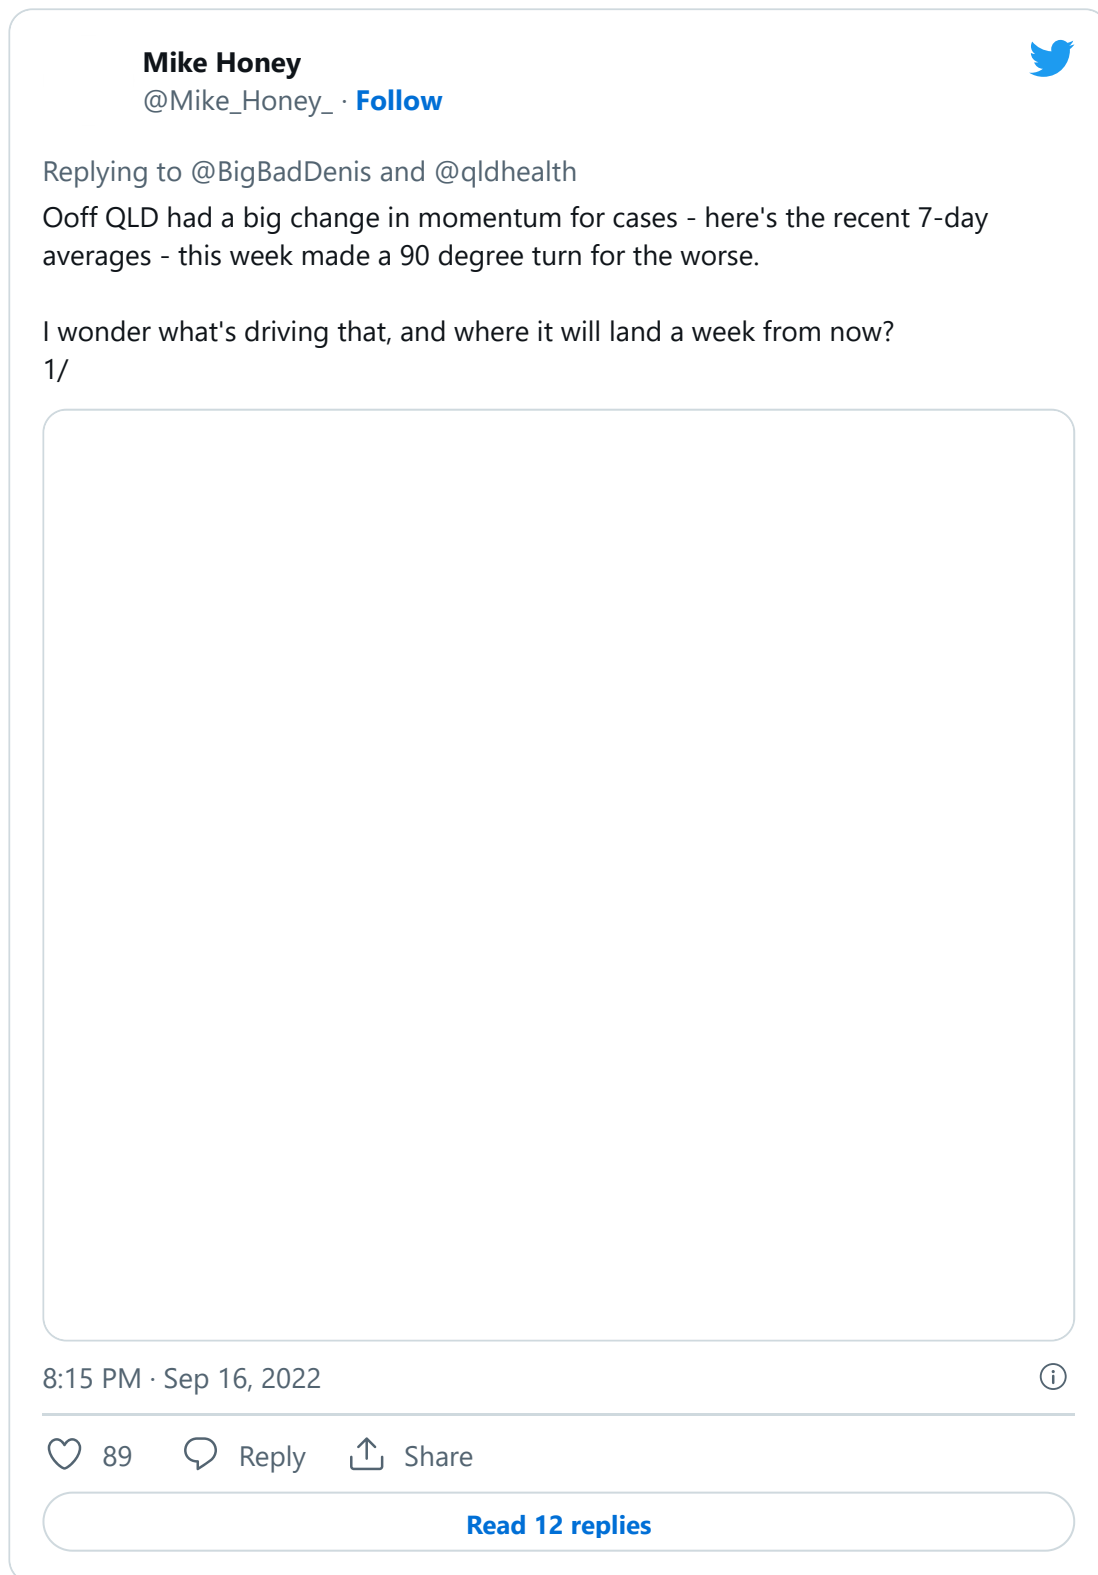 Mike Honey
@Mike_Honey_ · Follow
Replying to @BigBadDenis and @qldhealth
Ooff QLD had a big change in momentum for cases - here's the recent 7-day
averages - this week made a 90 degree turn for the worse.
I wonder what's driving that, and where it will land a week from now?
1/
8:15 PM · Sep 16, 2022
89 Reply Share
Read 12 replies